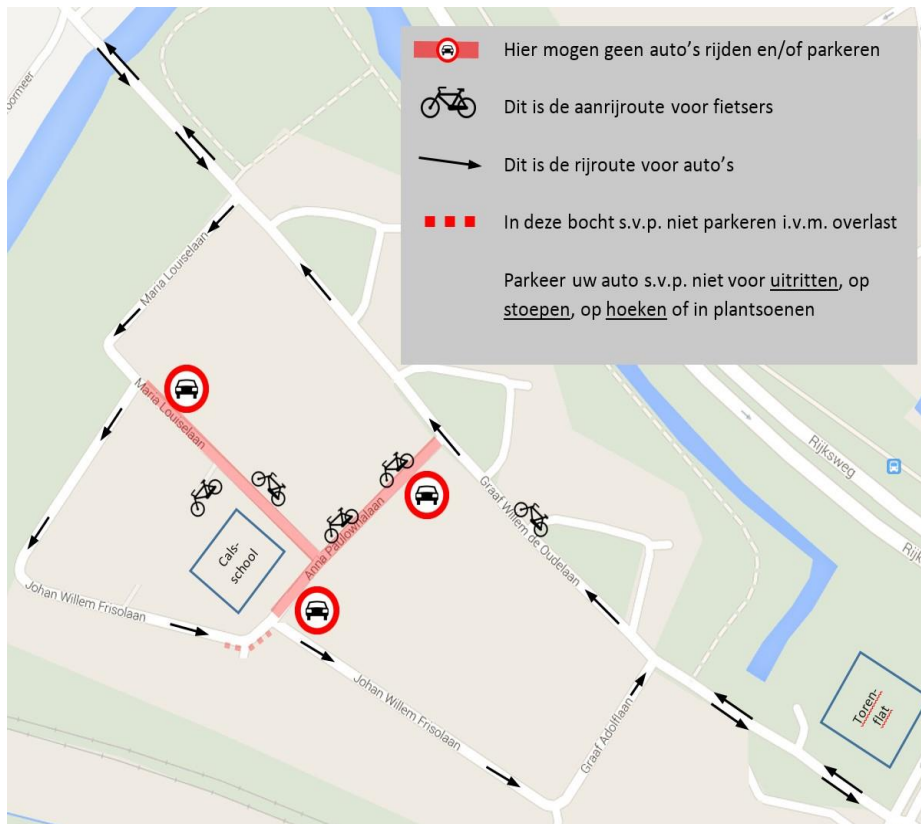 Hier mogen geen auto's rijden en/of parkeren
Dit is de aanrijroute voor fietsers
Dit is de rijroute voor auto's
In deze bocht s.v.p. niet parkeren i.v.m. overlast
Parkeer uw auto s.v.p. niet voor uitritten, op
stoepen, op hoeken of in plantsoenen
Maria Louiselaan
Maria Louiselaan
Anna Paulownalaan
Graaf Willem de Oudelaan
Rijksweg
Cals-
school
Johan Willem Frisolaan
Johan Willem Frisolaan
Graaf Adolflaan
Toren-
flat